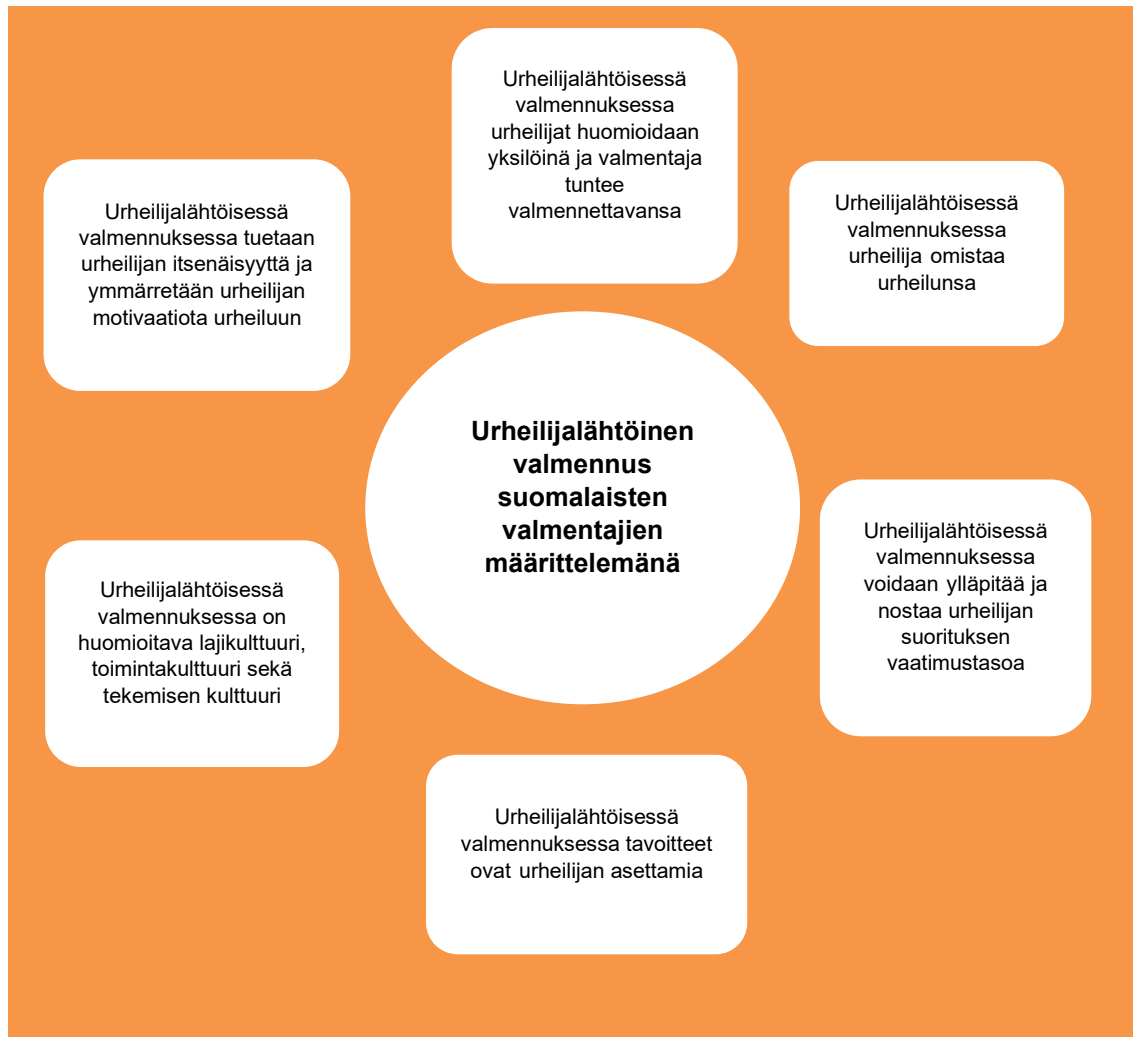 Urheilijalähtöisessä
valmennuksessa
urheilijat huomioidaan
yksilöinä ja valmentaja
tuntee
valmennettavansa
Urheilijalähtöisessä
valmennuksessa
urheilija omistaa
urheilunsa
Urheilijalähtöisessä
valmennuksessa tuetaan
urheilijan itsenäisyyttä ja
ymmärretään urheilijan
motivaatiota urheiluun
Urheilijalähtöinen
valmennus
suomalaisten
valmentajien
määrittelemänä
Urheilijalähtöisessä
valmennuksessa
voidaan ylläpitää ja
nostaa urheilijan
suorituksen
vaatimustasoa
Urheilijalähtöisessä
valmennuksessa on
huomioitava lajikulttuuri,
toimintakulttuuri sekä
tekemisen kulttuuri
Urheilijalähtöisessä
valmennuksessa tavoitteet
ovat urheilijan asettamia